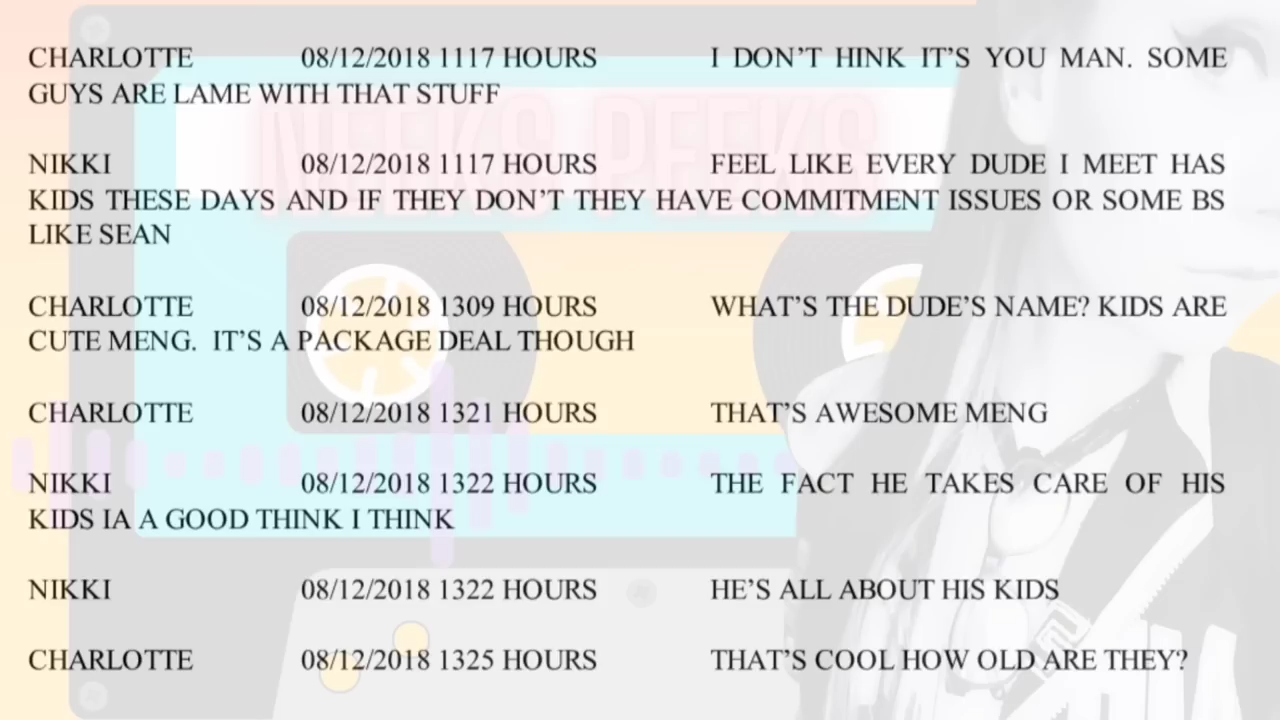 NEEKS PEEKS
CHARLOTTE 08/12/2018 1117 HOURS I DON'T HINK IT'S YOU MAN. SOME
GUYS ARE LAME WITH THAT STUFF
NIKKI 08/12/2018 1117 HOURS FEEL LIKE EVERY DUDE I MEET HAS
KIDS THESE DAYS AND IF THEY DON'T THEY HAVE COMMITMENT ISSUES OR SOME BS
LIKE SEAN
CHARLOTTE 08/12/2018 1309 HOURS WHAT'S THE DUDE'S NAME? KIDS ARE
CUTE MENG. IT'S A PACKAGE DEAL THOUGH
CHARLOTTE 08/12/2018 1321 HOURS THAT'S AWESOME MENG
NIKKI 08/12/2018 1322 HOURS THE FACT HE TAKES CARE OF HIS
KIDS IA A GOOD THINK I THINK
NIKKI 08/12/2018 1322 HOURS HE'S ALL ABOUT HIS KIDS
CHARLOTTE 08/12/2018 1325 HOURS THAT'S COOL HOW OLD ARE THEY?